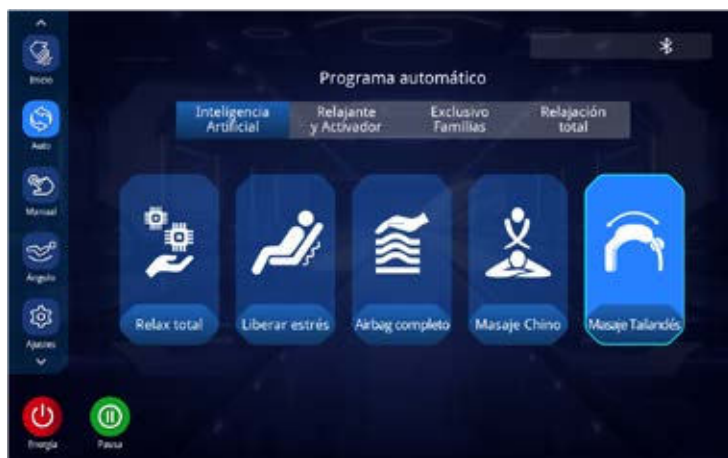 Inicio
Auto
Manual
Ángulo
Ajustes
Energía
Pausa
Programa automático
Inteligencia
Artificial
Relajante
y Activador
Exclusivo
Familias
Relajación
total
Relax total
Liberar estrés
Airbag completo
Masaje Chino
Masaje Tailandés